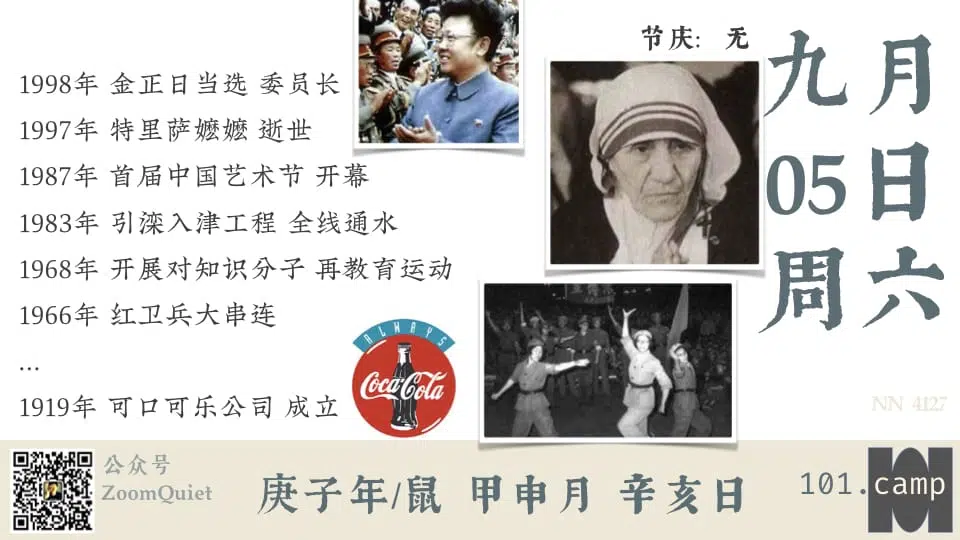 节庆： 无
九月
05日
周六
1998年 金正日当选 委员长
1997年 特里萨嬷嬷 逝世
1987年 首届中国艺术节 开幕
1983年 引滦入津工程 全线通水
1968年 开展对知识分子 再教育运动
1966年 红卫兵大串连
...
1919年 可口可乐公司 成立
ALWAYS
Coca-Cola
NN 4127
公众号
ZoomQuiet
庚子年/鼠 甲申月 辛亥日
101.camp